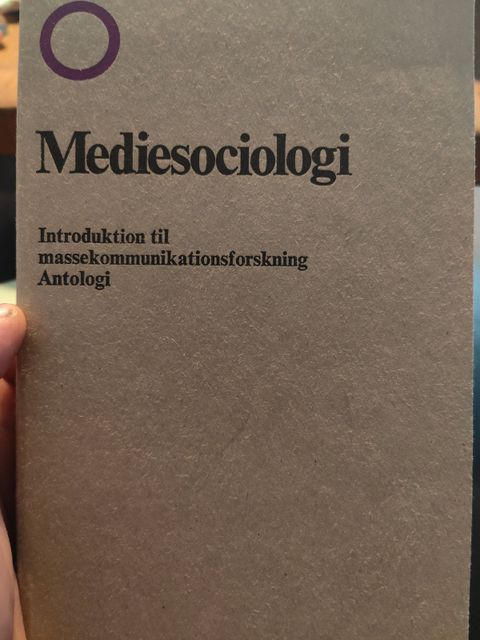 Mediesociologi
Introduktion til
massekommunikationsforskning
Antologi